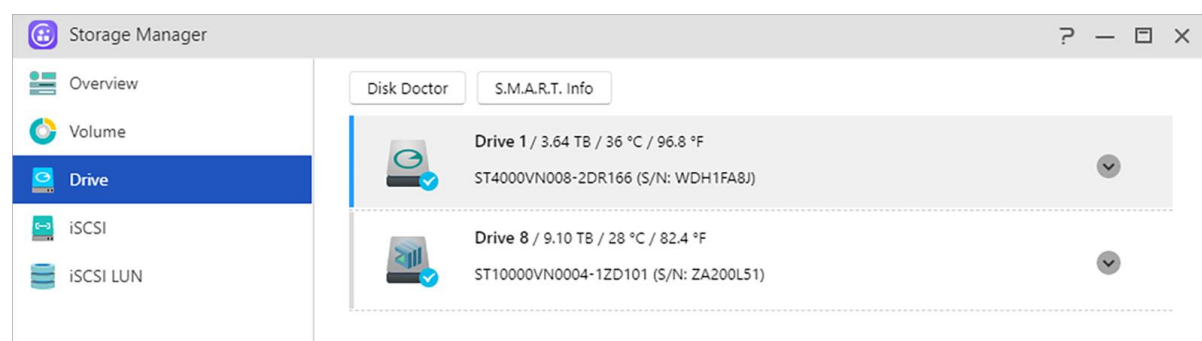 Storage Manager
Overview
Volume
Drive
iSCSI
iSCSI LUN
Disk Doctor
S.M.A.R.T. Info
Drive 1 / 3.64 TB / 36 °C / 96.8 °F
ST4000VN008-2DR166 (S/N: WDH1FA8J)
Drive 8 / 9.10 TB / 28 °C / 82.4 °F
ST10000VN0004-1ZD101 (S/N: ZA200L51)